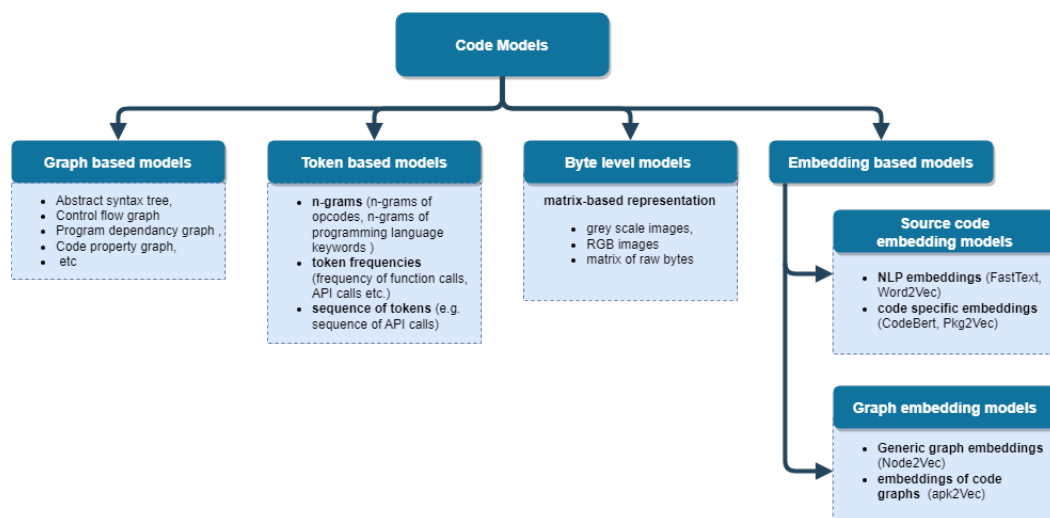 Code Models
Graph based models
Abstract syntax tree,
Control flow graph
Program dependancy graph ,
Code property graph,
etc
Token based models
n-grams (n-grams of
opcodes, n-grams of
programming language
keywords )
token frequencies
(frequency of function calls,
API calls etc.)
sequence of tokens (e.g.
sequence of API calls)
Byte level models
matrix-based representation
grey scale images,
RGB images
matrix of raw bytes
Embedding based models
Source code
embedding models
NLP embeddings (FastText,
Word2Vec)
code specific embeddings
(CodeBert, Pkg2Vec)
Graph embedding models
Generic graph embeddings
(Node2Vec)
embeddings of code
graphs (apk2Vec)